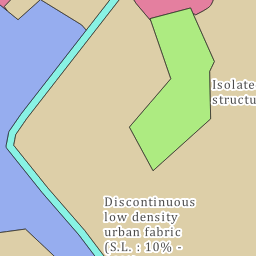 Isolate
structu
Discontinuous
low density
urban fabric
(S.L. : 10% -